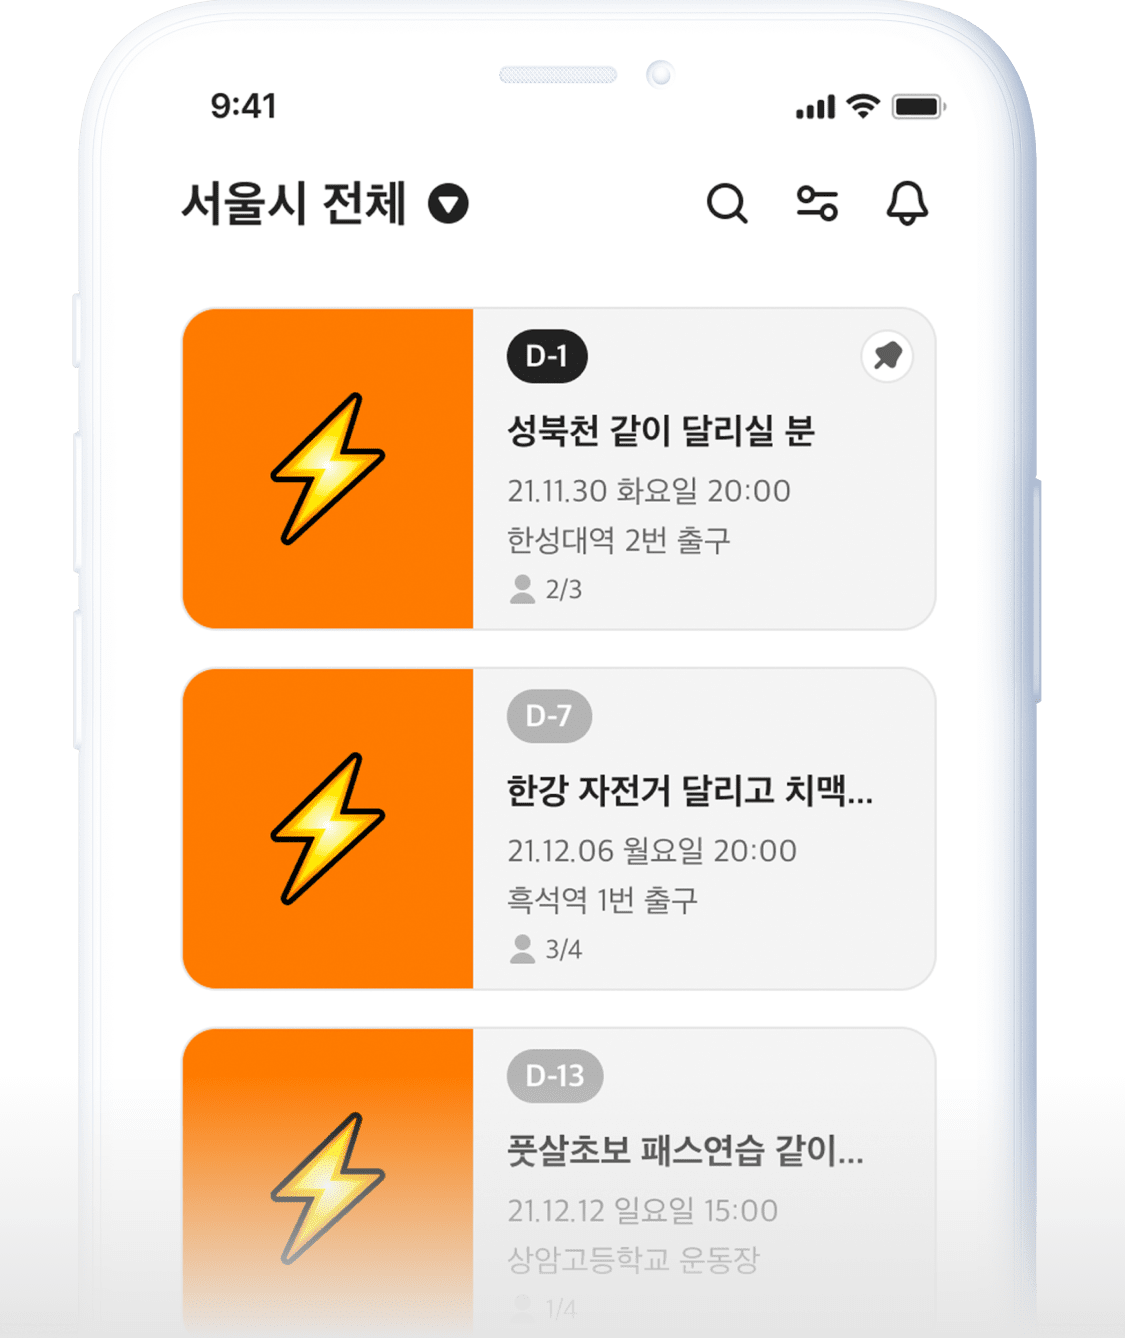 9:41
서울시 전체
D-1
성북천 같이 달리실 분
21.11.30 화요일 20:00
한성대역 2번 출구
2/3
D-7
한강 자전거 달리고 치맥...
21.12.06 월요일 20:00
흑석역 1번 출구
3/4
D-13
풋살초보 패스연습 같이...
21.12.12 일요일 15:00
상암고등학교 운동장
1/4